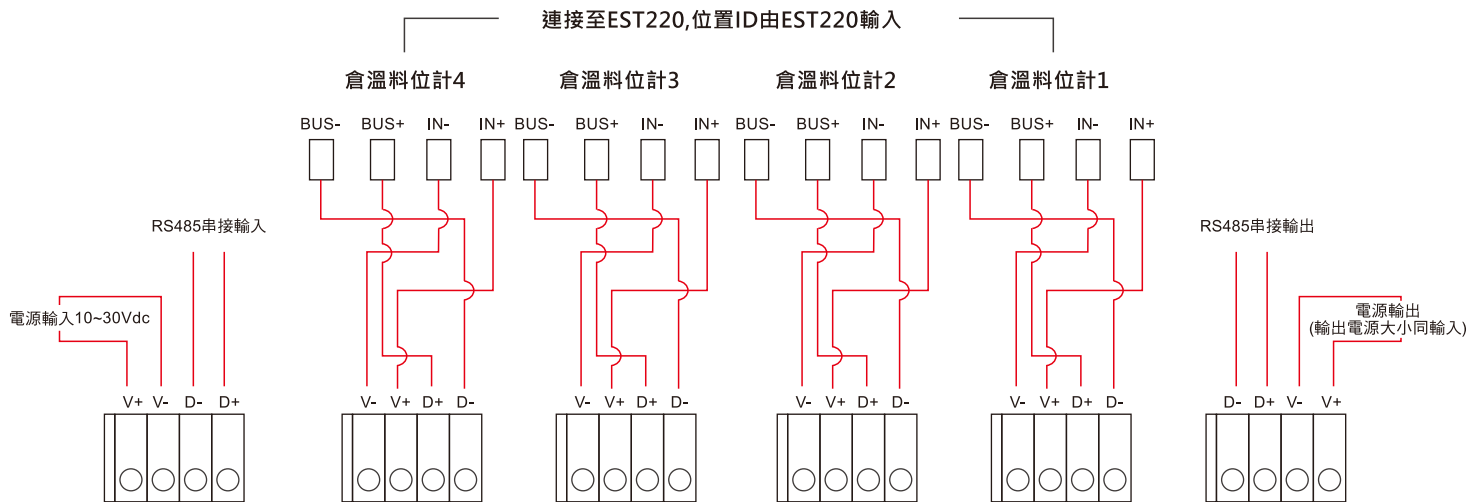 連接至EST220,位置ID由EST220輸入
倉溫料位計4 倉溫料位計3 倉溫料位計2 倉溫料位計1
BUS- BUS+ IN- IN+ BUS- BUS+ IN- IN+ BUS- BUS+ IN- IN+ BUS- BUS+ IN- IN+
RS485串接輸入
RS485串接輸出
電源輸入10~30Vdc
電源輸出
(輸出電源大小同輸入)
V+ V- D- D+ V- V+ D+ D- V- V+ D+ D- V- V+ D+ D- V- V+ D+ D- D- D+ V- V+